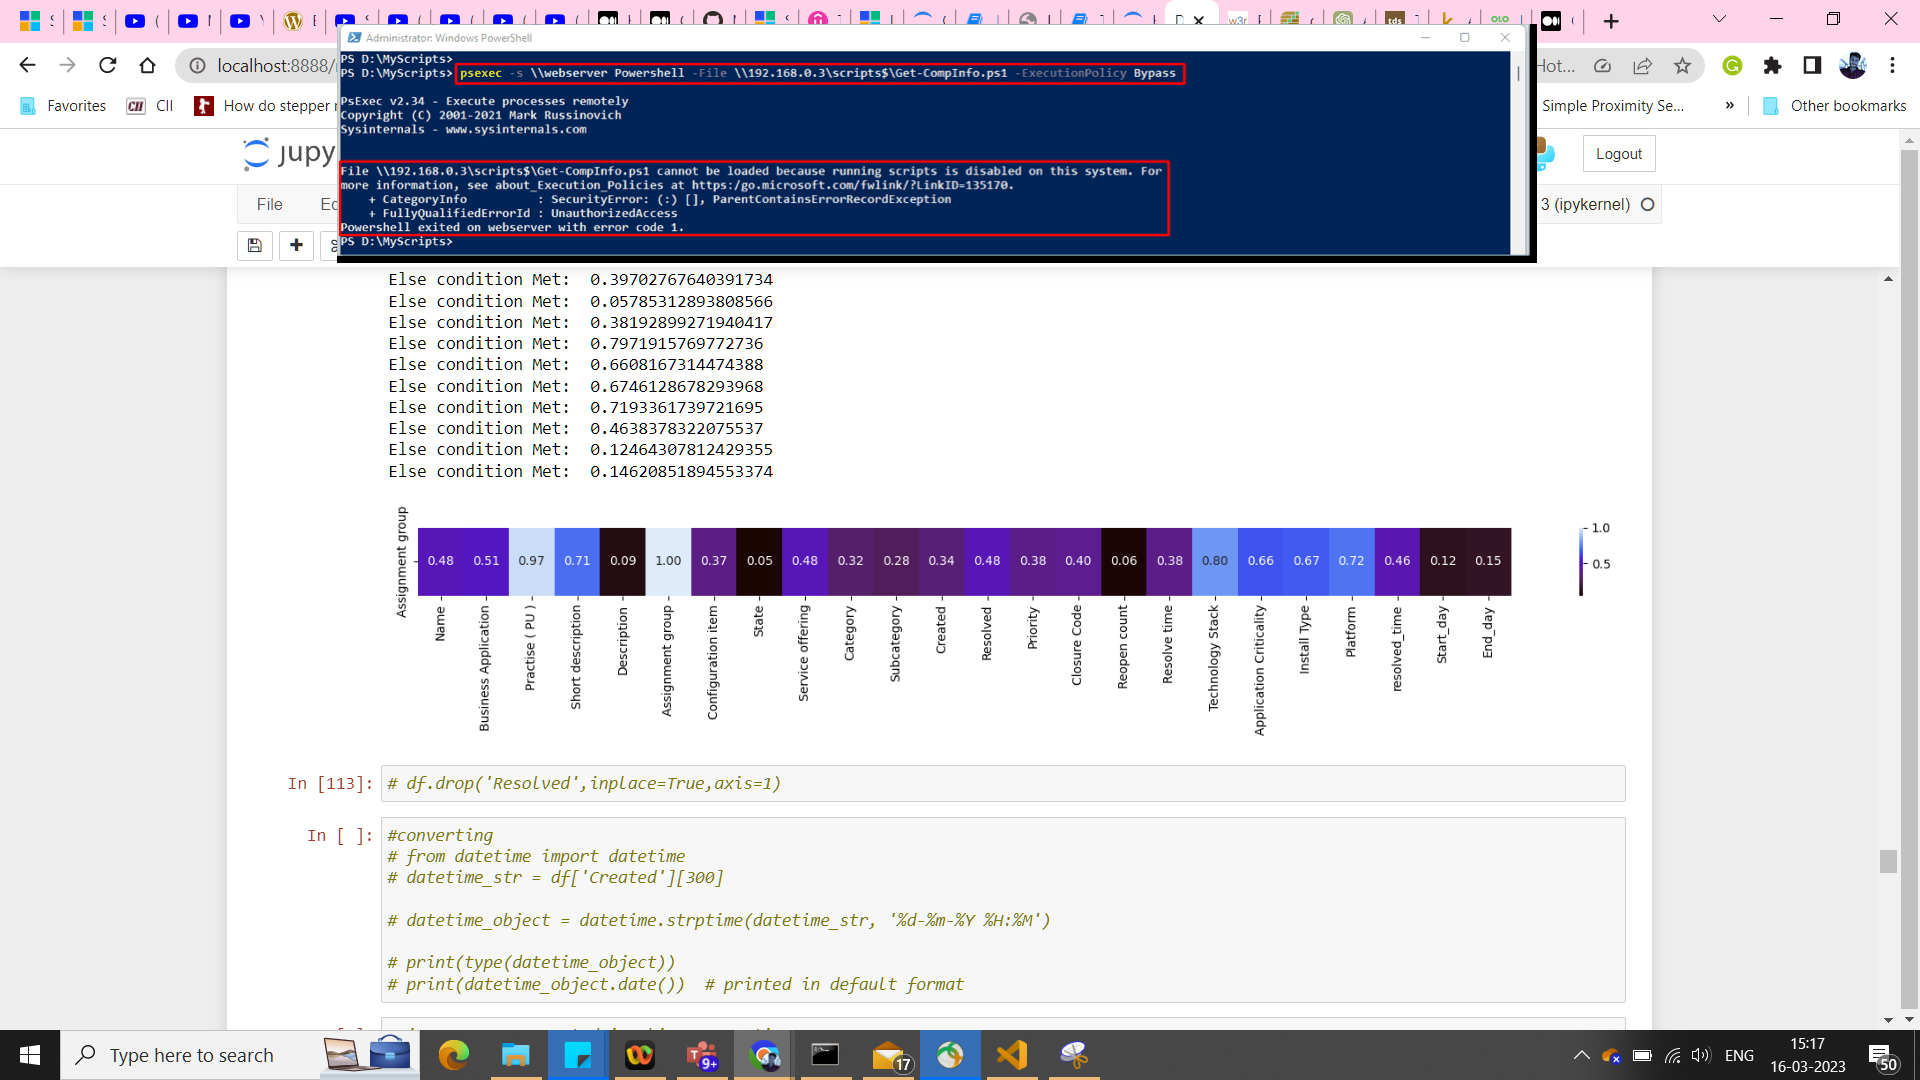 Administrator: Windows PowerShell
PS D:\MyScripts>
PS D:\MyScripts> psexec -s \\webserver Powershell -File \\192.168.0.3\scripts$\Get-CompInfo.ps1 -ExecutionPolicy Bypass
PsExec v2.34 - Execute processes remotely
Copyright (C) 2001-2021 Mark Russinovich
Sysinternals - www.sysinternals.com
File \\192.168.0.3\scripts$\Get-CompInfo.ps1 cannot be loaded because running scripts is disabled on this system. For
more information, see about_Execution_Policies at https:/go.microsoft.com/fwlink/?LinkID=135170.
+ CategoryInfo : SecurityError: (:) [], ParentContainsErrorRecordException
+ FullyQualifiedErrorId : UnauthorizedAccess
Powershell exited on webserver with error code 1.
PS D:\MyScripts>
localhost:8888/
Hot...
Favorites CII How do stepper
Simple Proximity Se... » Other bookmarks
jupy
Logout
File
3 (ipykernel)
Else condition Met: 0.39702767640391734
Else condition Met: 0.05785312893808566
Else condition Met: 0.38192899271940417
Else condition Met: 0.7971915769772736
Else condition Met: 0.6608167314474388
Else condition Met: 0.6746128678293968
Else condition Met: 0.7193361739721695
Else condition Met: 0.4638378322075537
Else condition Met: 0.12464307812429355
Else condition Met: 0.14620851894553374
Assignment group
0.48 0.51 0.97 0.71 0.09 1.00 0.37 0.05 0.48 0.32 0.28 0.34 0.48 0.38 0.40 0.06 0.38 0.80 0.66 0.67 0.72 0.46 0.12 0.15
1.0
0.5
Name
Business Application
Practise ( PU )
Short description
Description
Assignment group
Configuration item
State
Service offering
Category
Subcategory
Created
Resolved
Priority
Closure Code
Reopen count
Resolve time
Technology Stack
Application Criticality
Install Type
Platform
resolved_time
Start_day
End_day
In [113]: # df.drop('Resolved',inplace=True,axis=1)
In [ ]: #converting
# from datetime import datetime
# datetime_str = df['Created'][300]
# datetime_object = datetime.strptime(datetime_str, '%d-%m-%Y %H:%M')
# print(type(datetime_object))
# print(datetime_object.date()) # printed in default format
Type here to search
9+
17
ENG
15:17
16-03-2023
50